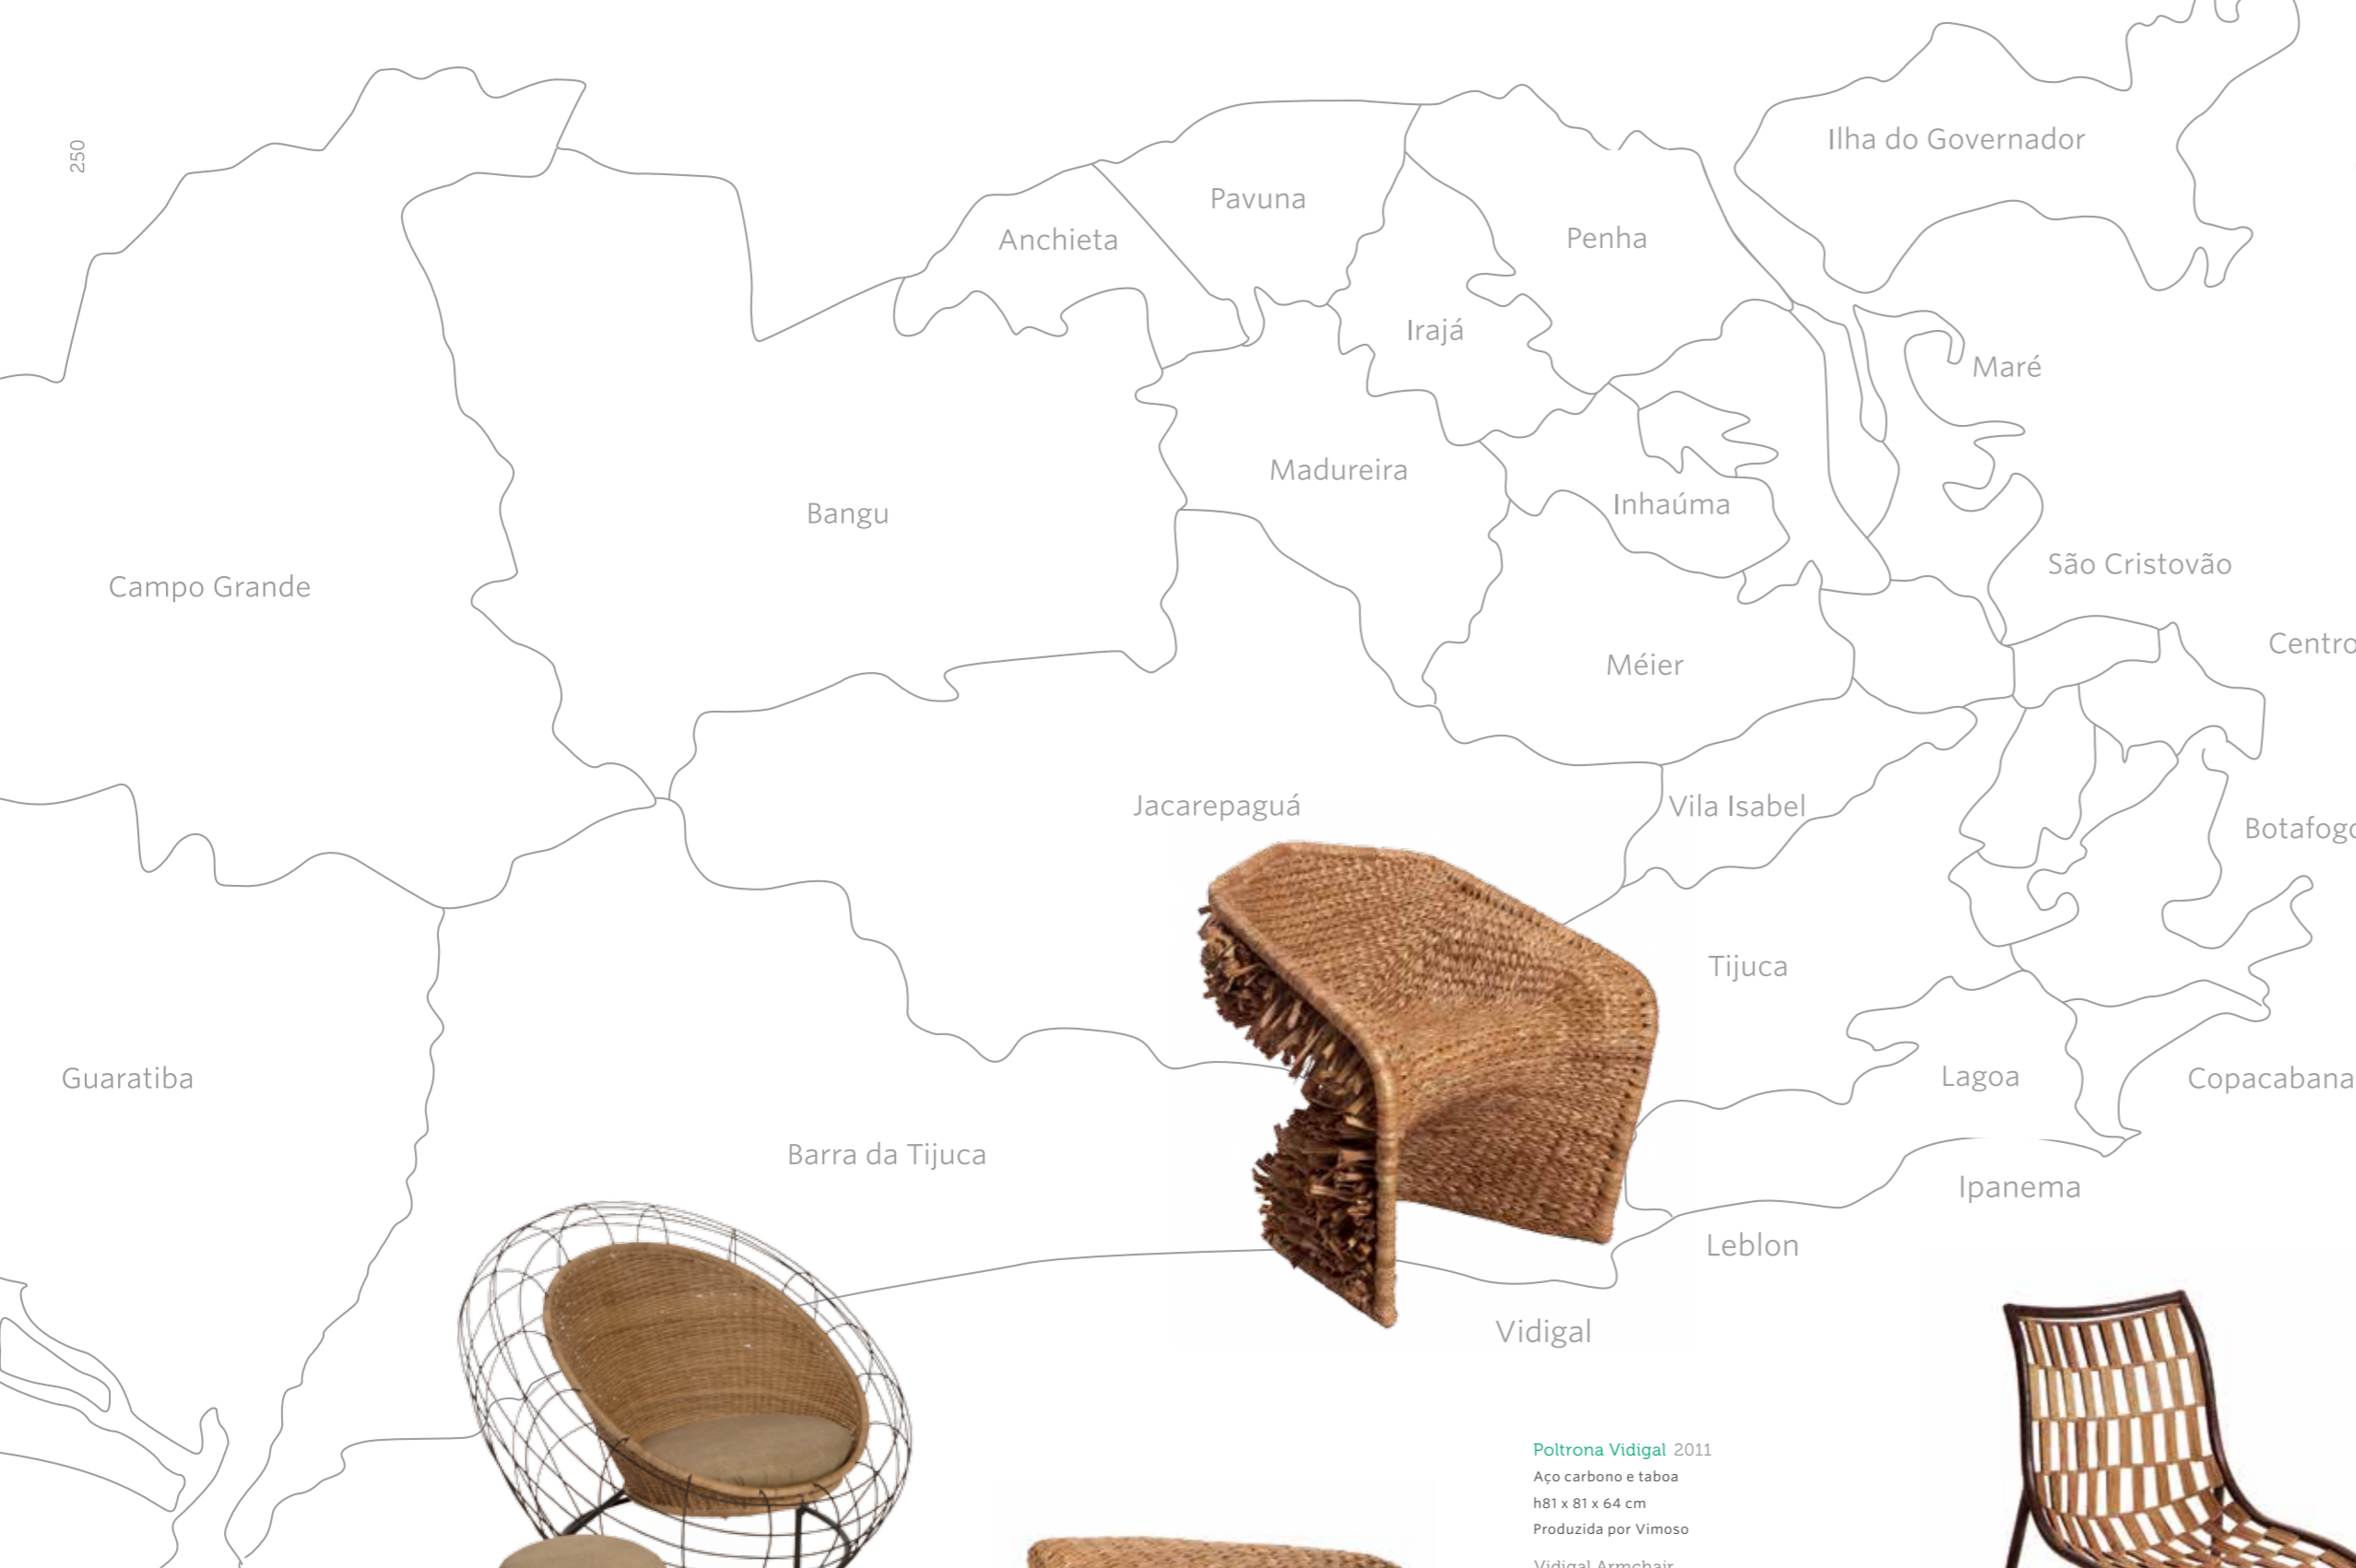 250
Ilha do Governador
Pavuna
Anchieta
Penha
Irajá
Maré
Madureira
Inhaúma
Bangu
São Cristovão
Campo Grande
Centro
Méier
Jacarepaguá
Vila Isabel
Botafogo
Tijuca
Guaratiba
Lagoa
Copacabana
Barra da Tijuca
Ipanema
Leblon
Vidigal
Poltrona Vidigal 2011
Aço carbono e taboa
h81 x 81 x 64 cm
Produzida por Vimoso
Vidigal Armchair